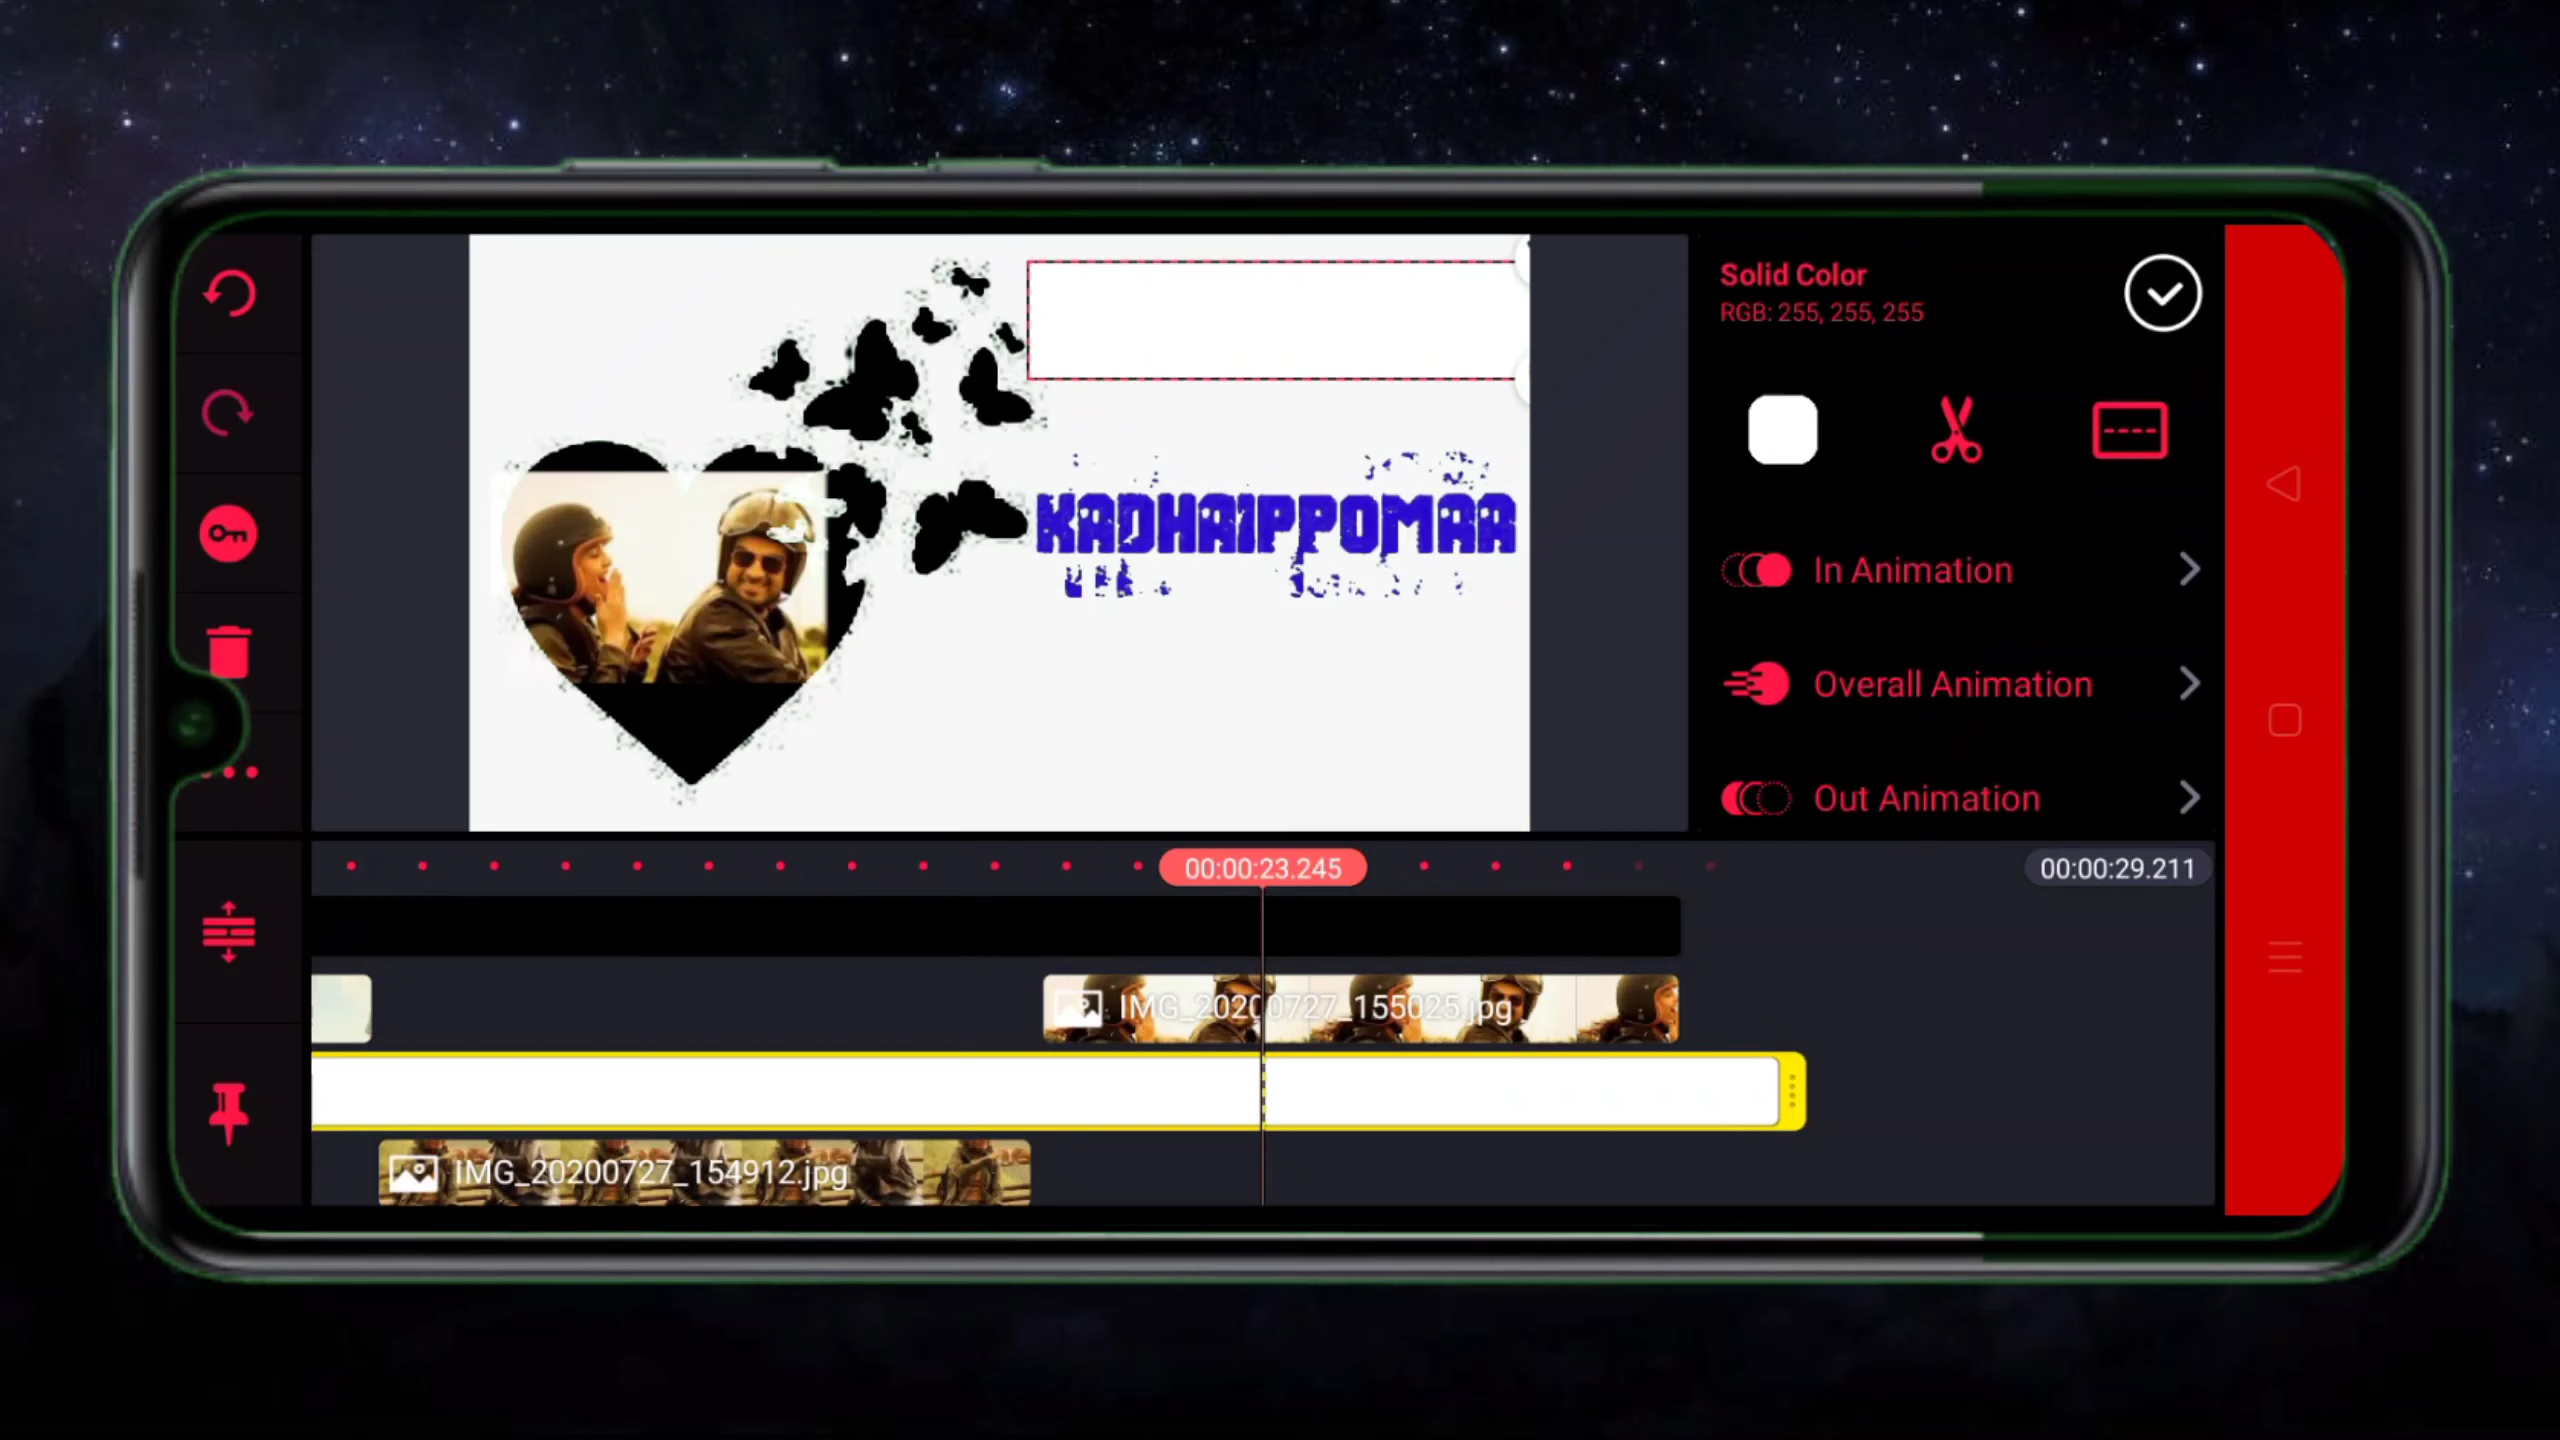 Solid Color
RGB: 255, 255, 255
KADHAIPPOMAA
In Animation
Overall Animation
Out Animation
00:00:23.245
00:00:29.211
IMG_20200727_155025.jpg
IMG_20200727_154912.jpg